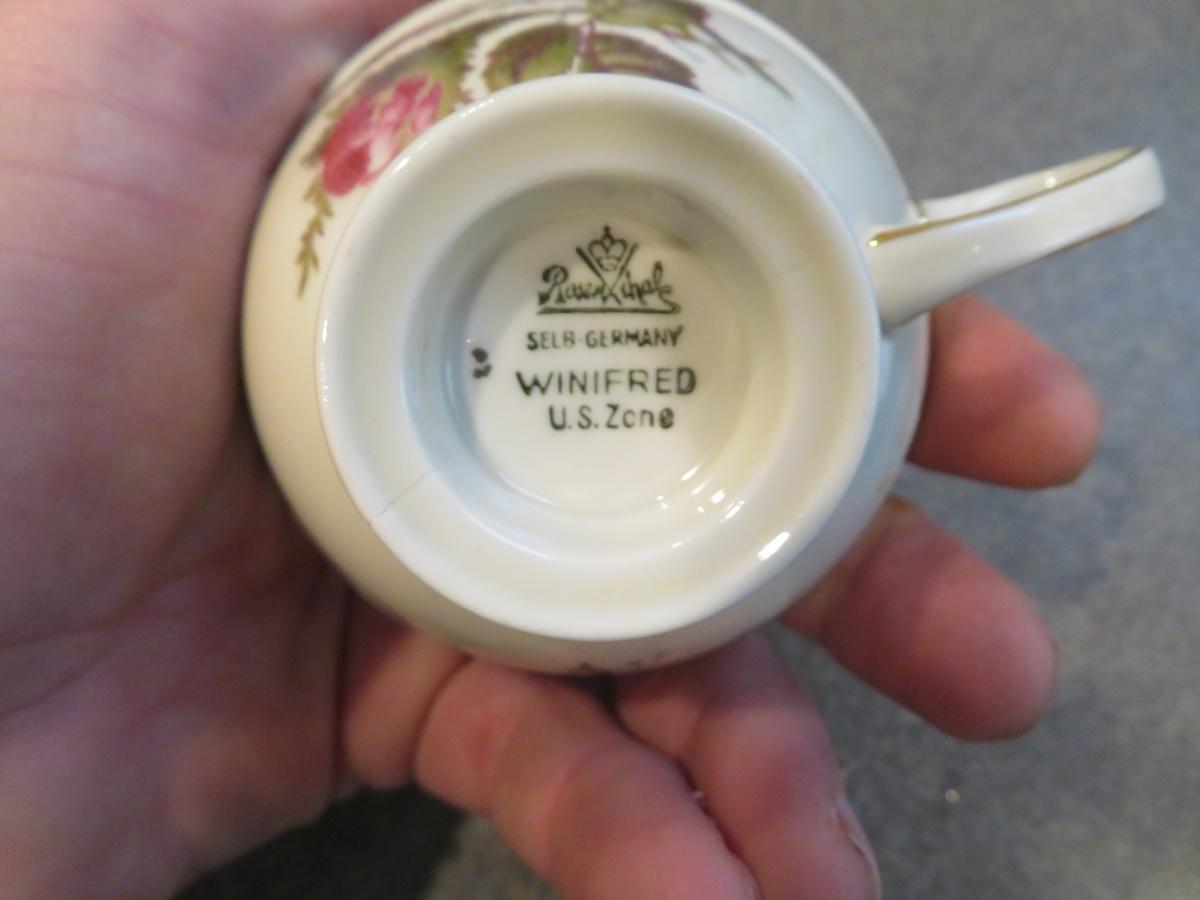 Rosenthal
SELB-GERMANY
WINIFRED
U.S.Zone